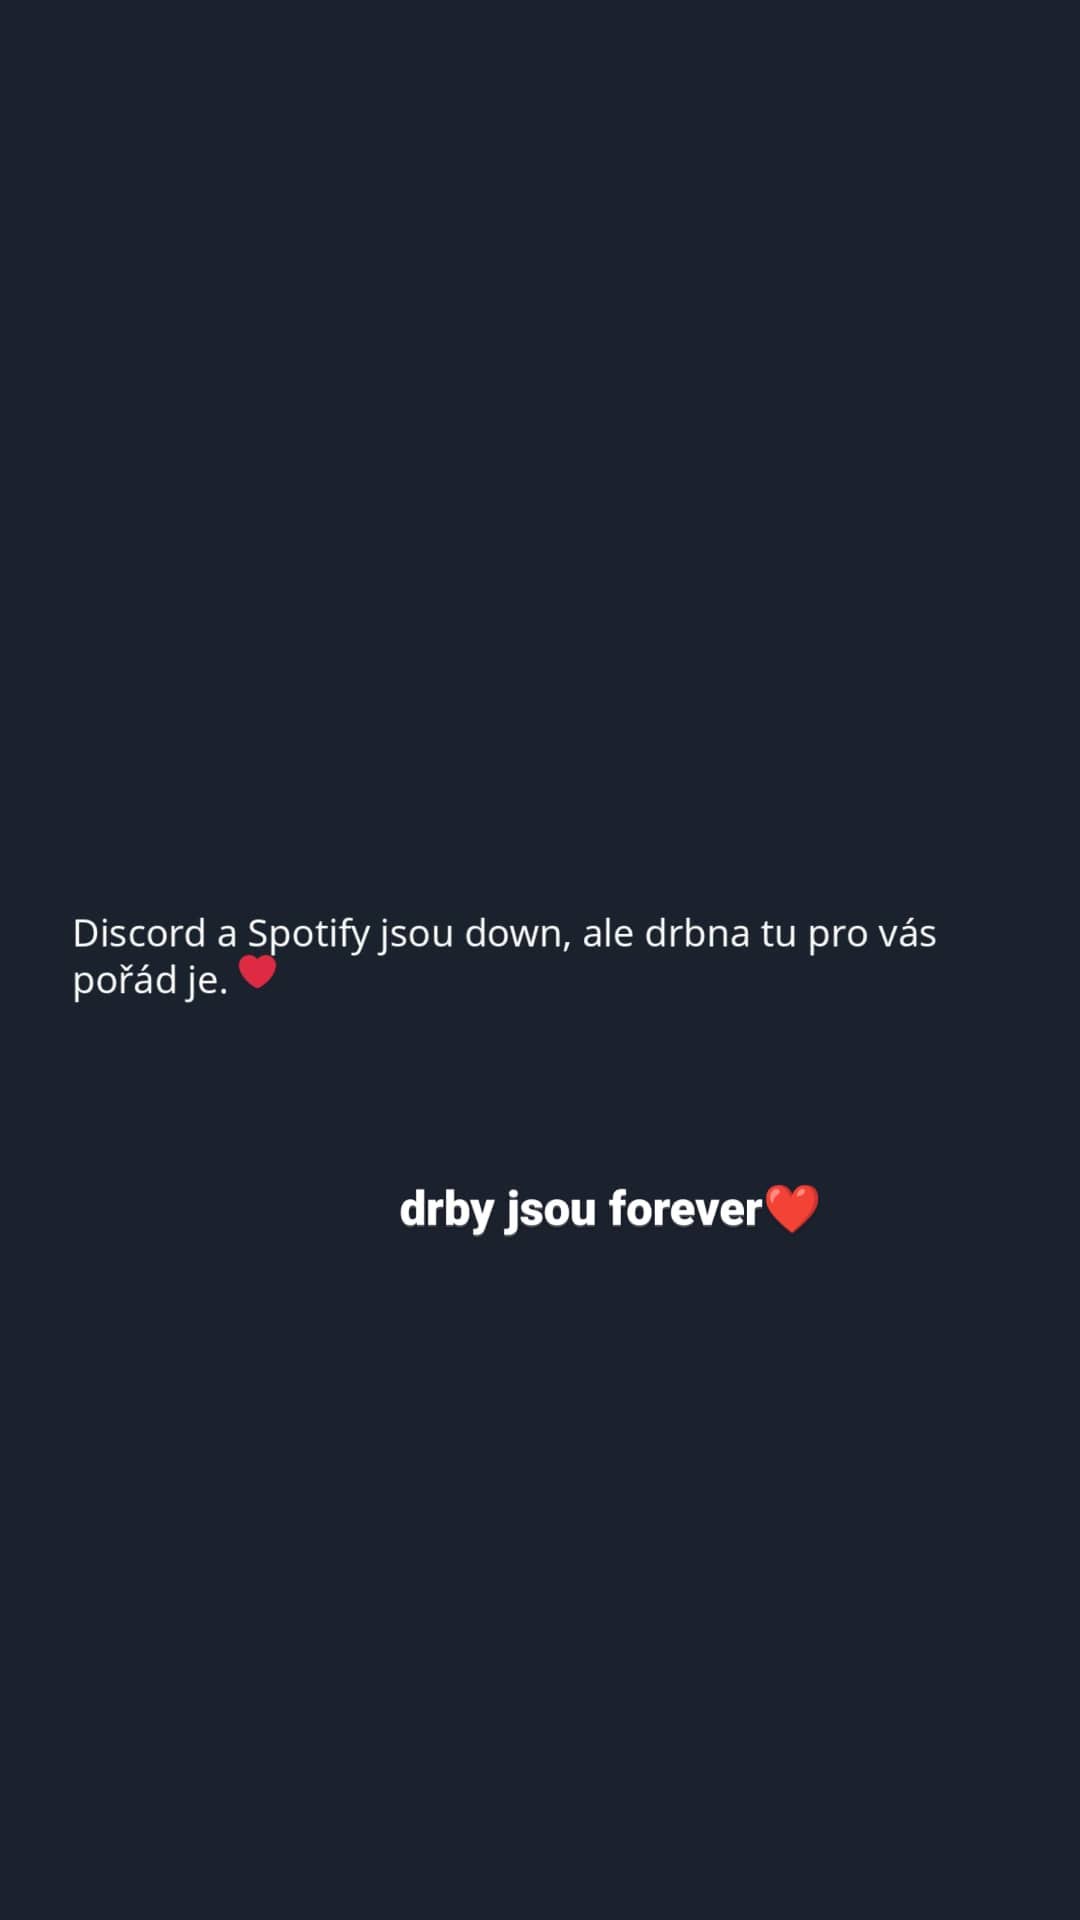 Discord a Spotify jsou down, ale drbna tu pro vás
pořád je. ❤️
drby jsou forever❤️